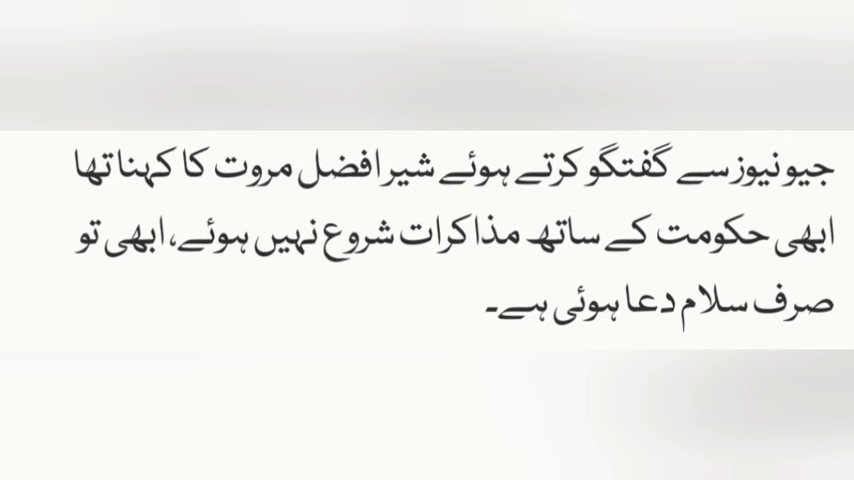 جیو نیوز سے گفتگو کرتے ہوئے شیر افضل مروت کا کہنا تھا
ابھی حکومت کے ساتھ مذاکرات شروع نہیں ہوئے، ابھی تو
صرف سلام دعا ہوئی ہے۔